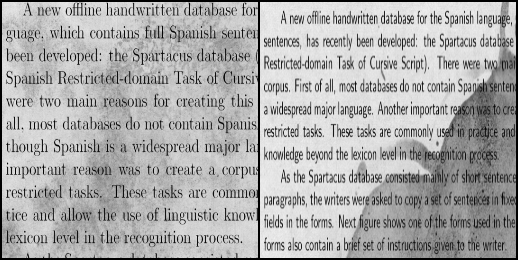 A new offline handwritten database for
guage, which contains full Spanish senten
been developed: the Spartacus database (
Spanish Restricted-domain Task of Cursiv
were two main reasons for creating this
all, most databases do not contain Spanis
though Spanish is a widespread major la
important reason was to create a corpus
restricted tasks. These tasks are common
tice and allow the use of linguistic knowl
lexicon level in the recognition process.
A new offline handwritten database for the Spanish language,
sentences, has recently been developed: the Spartacus database
Restricted-domain Task of Cursive Script). There were two mai
corpus. First of all, most databases do not contain Spanish sentenc
a widespread major language. Another important reason was to crea
restricted tasks. These tasks are commonly used in practice and
knowledge beyond the lexicon level in the recognition process.
As the Spartacus database consisted mainly of short sentence
paragraphs, the writers were asked to copy a set of sentences in fixed
fields in the forms. Next figure shows one of the forms used in the
forms also contain a brief set of instructions given to the writer.